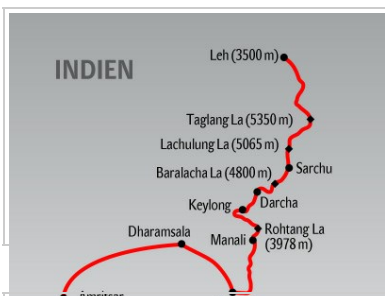 Leh (3500 m)
INDIEN
Taglang La (5350 m)
Lachulung La (5065 m)
Sarchu
Baralacha La (4800 m)
Darcha
Keylong
Rohtang La
(3978 m)
Dharamsala
Manali
Amritsar